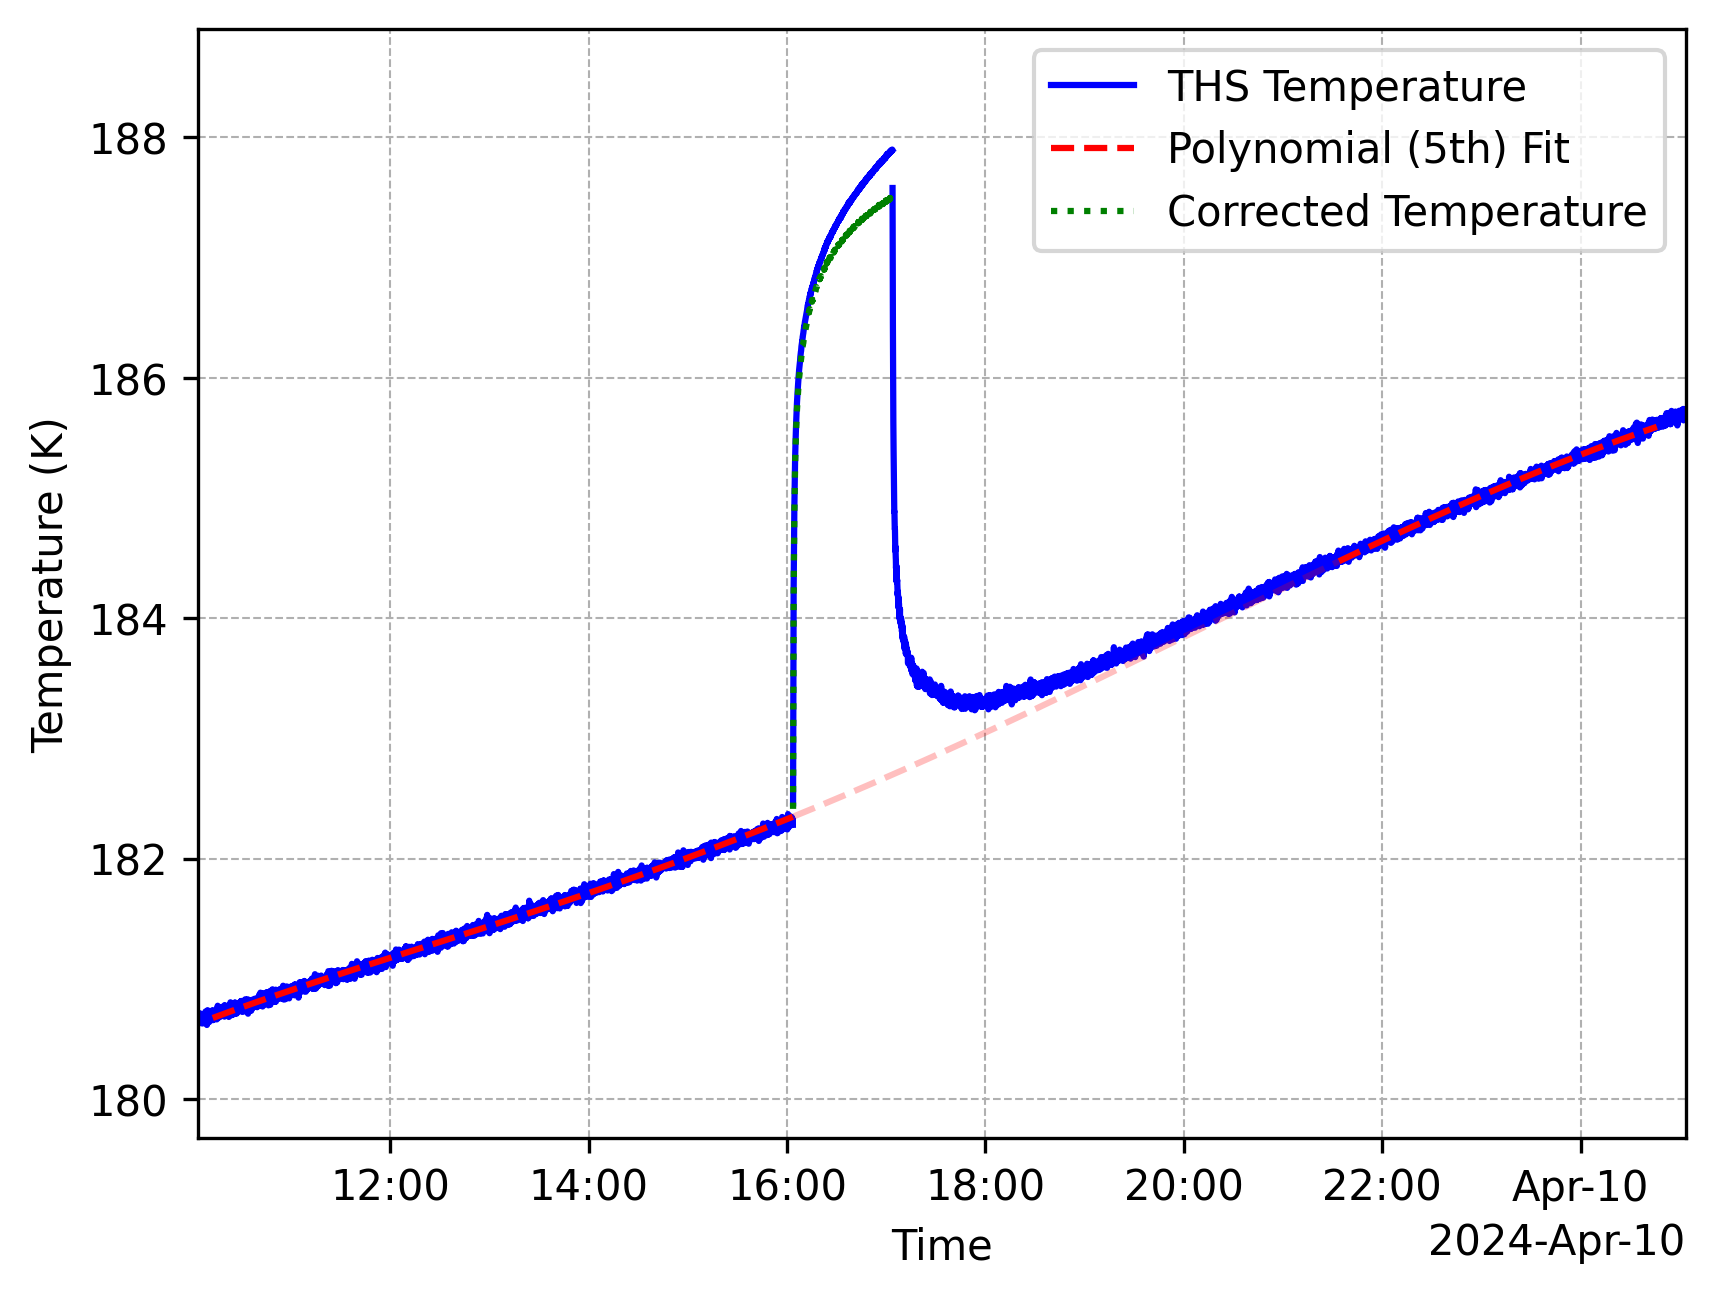 Temperature (K)
188
186
184
182
180
THS Temperature
Polynomial (5th) Fit
Corrected Temperature
12:00 14:00 16:00 18:00 20:00 22:00 Apr-10
Time
2024-Apr-10